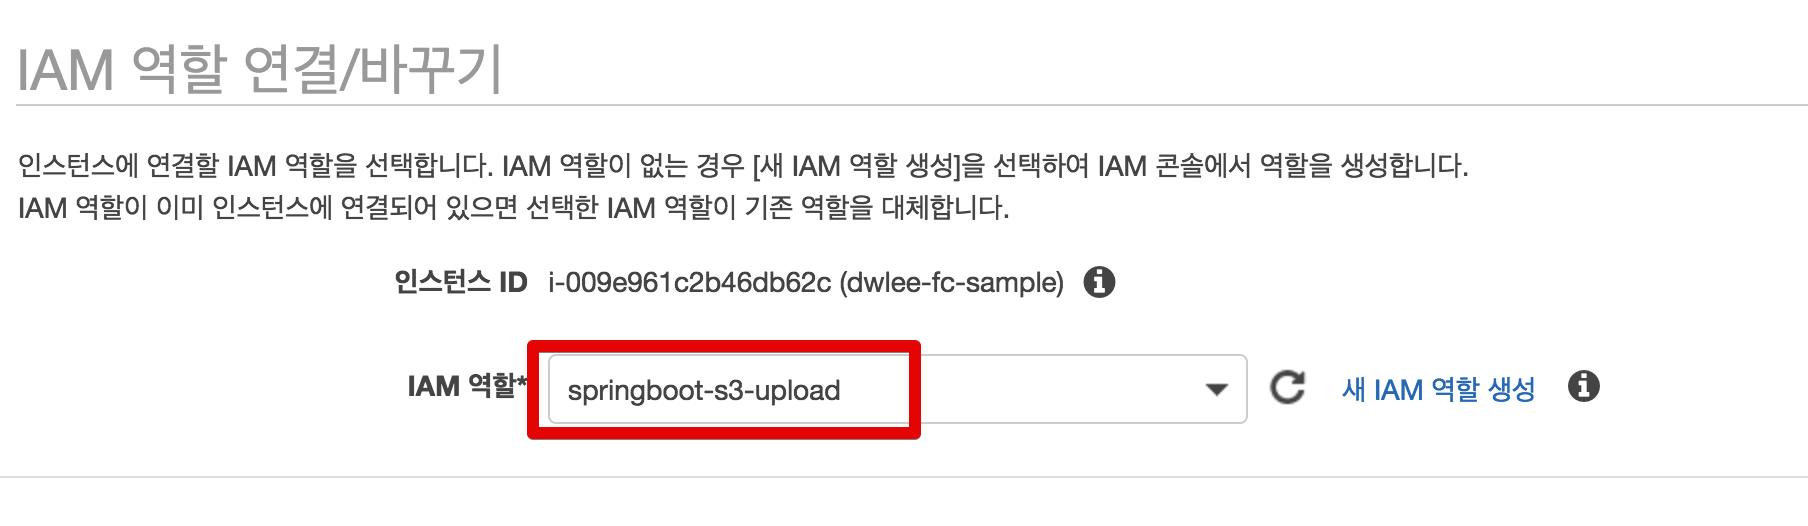 IAM 역할 연결/바꾸기
인스턴스에 연결할 IAM 역할을 선택합니다. IAM 역할이 없는 경우 [새 IAM 역할 생성]을 선택하여 IAM 콘솔에서 역할을 생성합니다.
IAM 역할이 이미 인스턴스에 연결되어 있으면 선택한 IAM 역할이 기존 역할을 대체합니다.
인스턴스 ID i-009e961c2b46db62c (dwlee-fc-sample)
IAM 역할* springboot-s3-upload 새 IAM 역할 생성